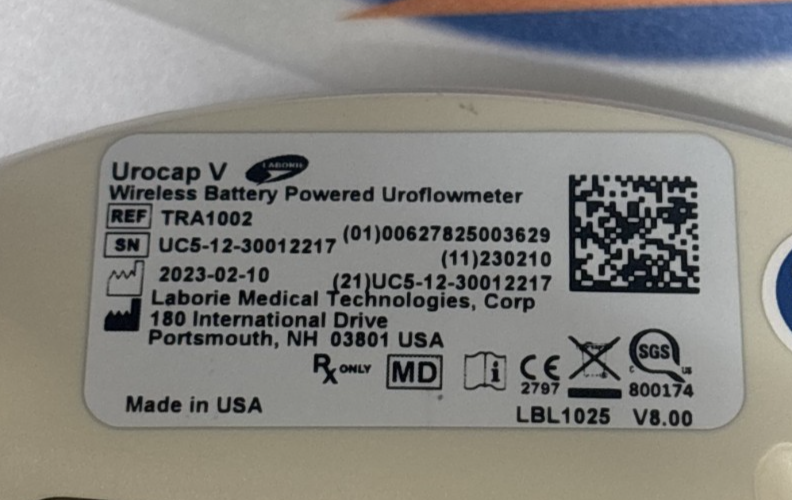 Urocap V LABORIE
Wireless Battery Powered Uroflowmeter
REF TRA1002
SN UC5-12-30012217 (01)00627825003629
(11)230210
2023-02-10 (21)UC5-12-30012217
Laborie Medical Technologies, Corp
180 International Drive
Portsmouth, NH 03801 USA
Rx ONLY MD i CE SGS
2797 800174
c us
Made in USA
LBL1025 V8.00